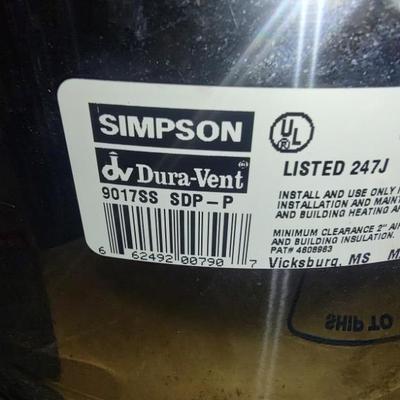 SIMPSON
Dura-Vent
9017SS SDP-P
6 62492 00790 7
UL
LISTED 247J
INSTALL AND USE ONLY
INSTALLATION AND MAINT
AND BUILDING HEATING A
MINIMUM CLEARANCE 2" AI
AND BUILDING INSULATION.
PAT# 4608963
Vicksburg, MS M
SHIP TO